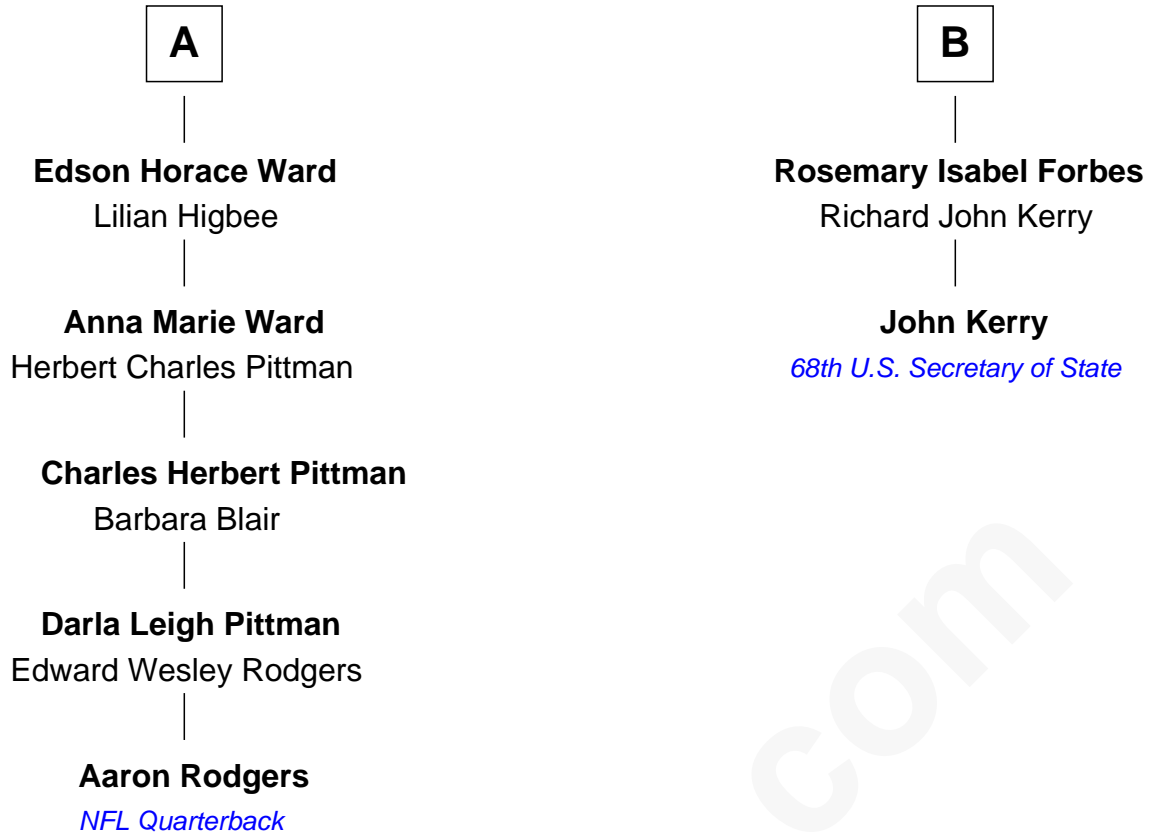 A
Edson Horace Ward
Lilian Higbee
Anna Marie Ward
Herbert Charles Pittman
Charles Herbert Pittman
Barbara Blair
Darla Leigh Pittman
Edward Wesley Rodgers
Aaron Rodgers
NFL Quarterback
B
Rosemary Isabel Forbes
Richard John Kerry
John Kerry
68th U.S. Secretary of State
com